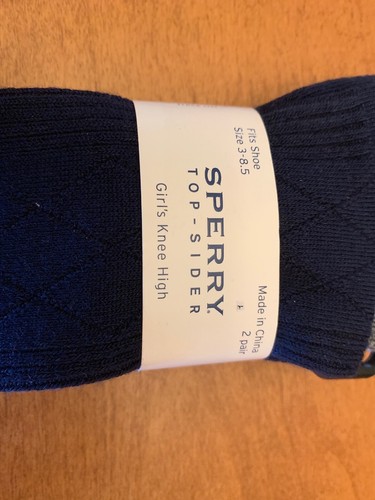 Fits Shoe
Size 3-8.5
SPERRY
TOP-SIDER
Girl's Knee High
Made in China
2 pair